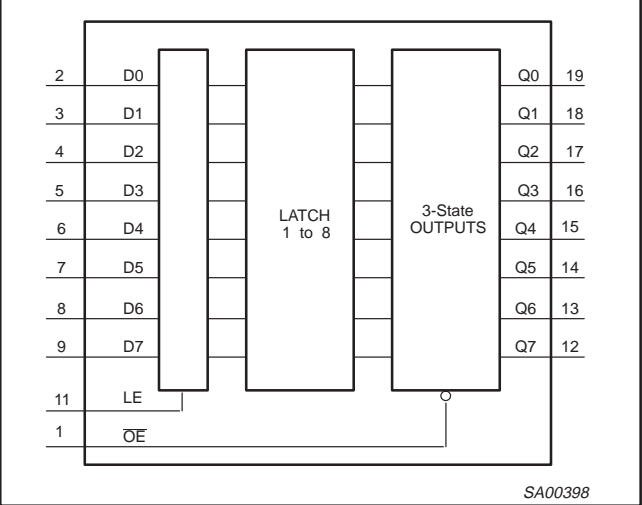 2 D0 Q0 19
3 D1 Q1 18
4 D2 Q2 17
5 D3 Q3 16
LATCH
1 to 8
3-State
OUTPUTS
6 D4 Q4 15
7 D5 Q5 14
8 D6 Q6 13
9 D7 Q7 12
11 LE
1 O̅E̅
SA00398